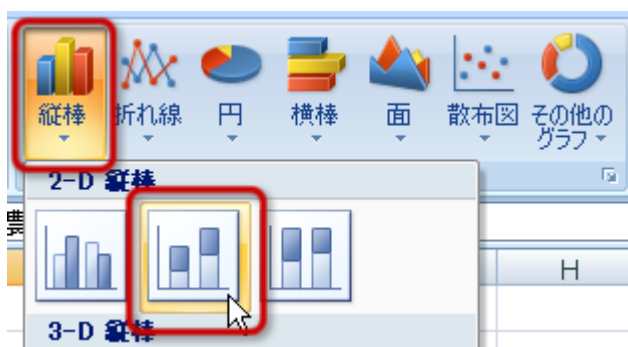 縦棒 折れ線 円 横棒 面 散布図 その他の
グラフ
2-D 縦棒
農
H
3-D 縦棒